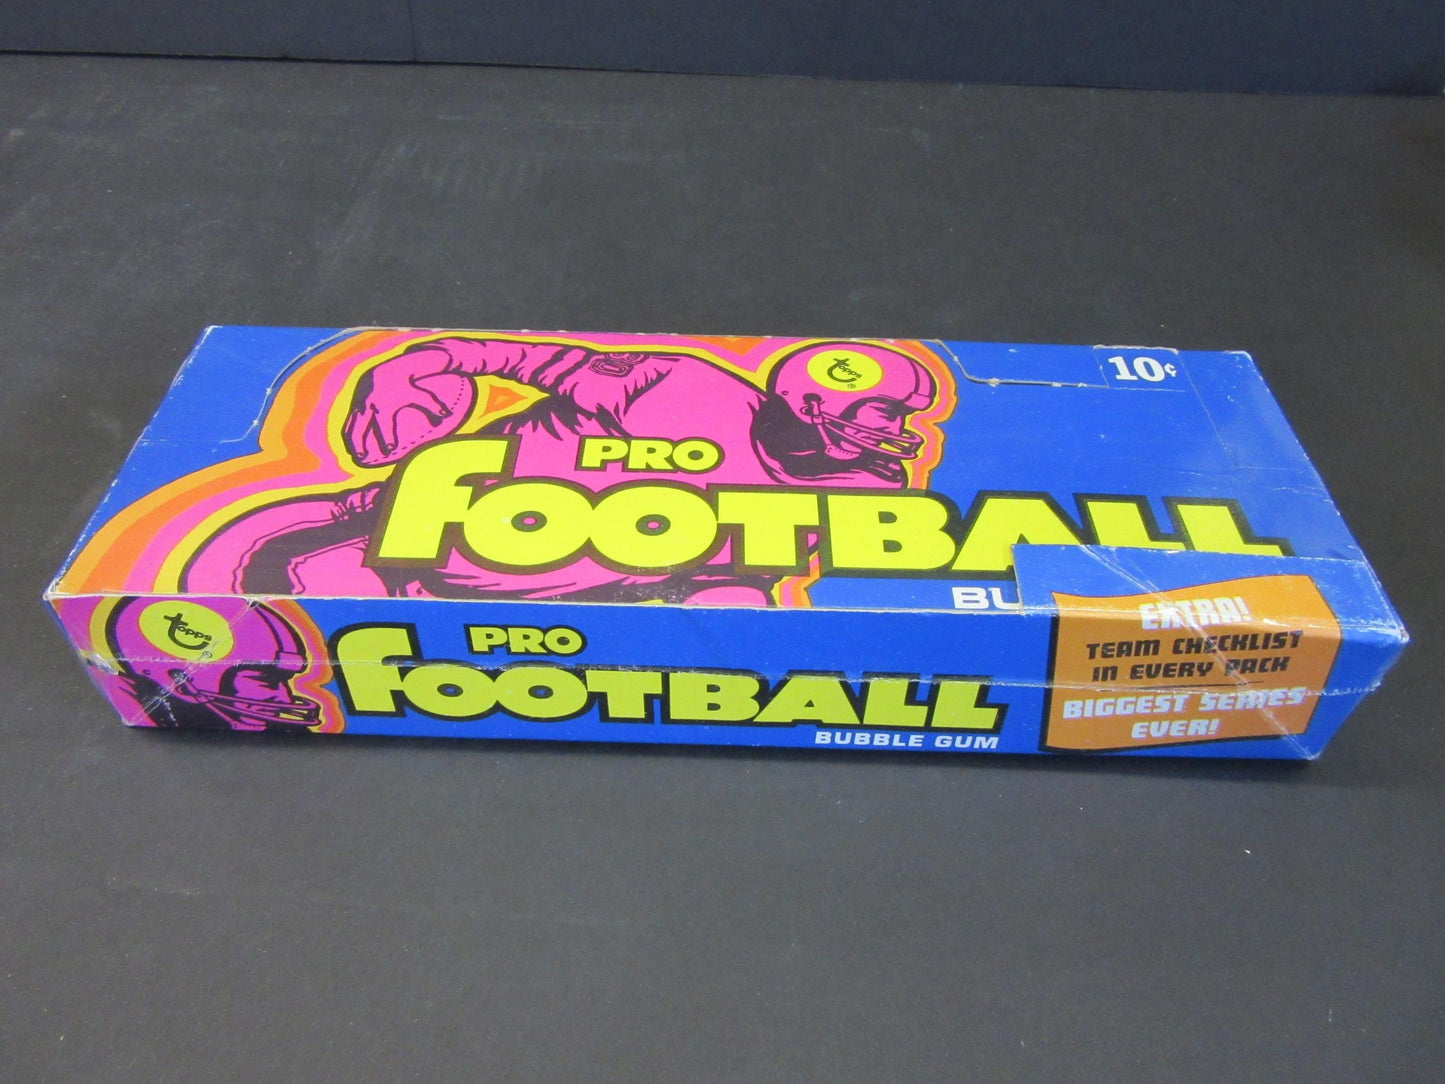 topps
®
10¢
PRO
FOOTBALL
BU
topps
®
PRO
FOOTBALL
BUBBLE GUM
EXTRA!
TEAM CHECKLIST
IN EVERY PACK
BIGGEST SERIES
EVER!